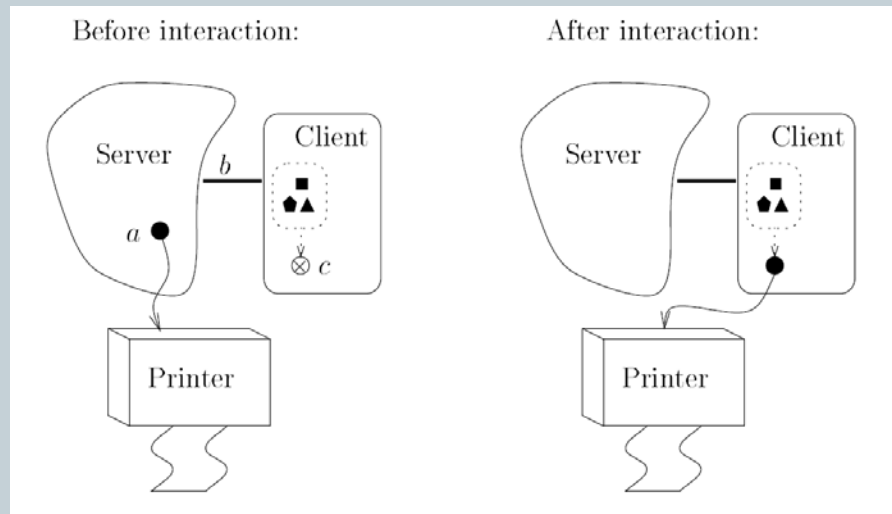 Before interaction:
After interaction:
Client
Server
b
a
c
Printer
Client
Server
Printer